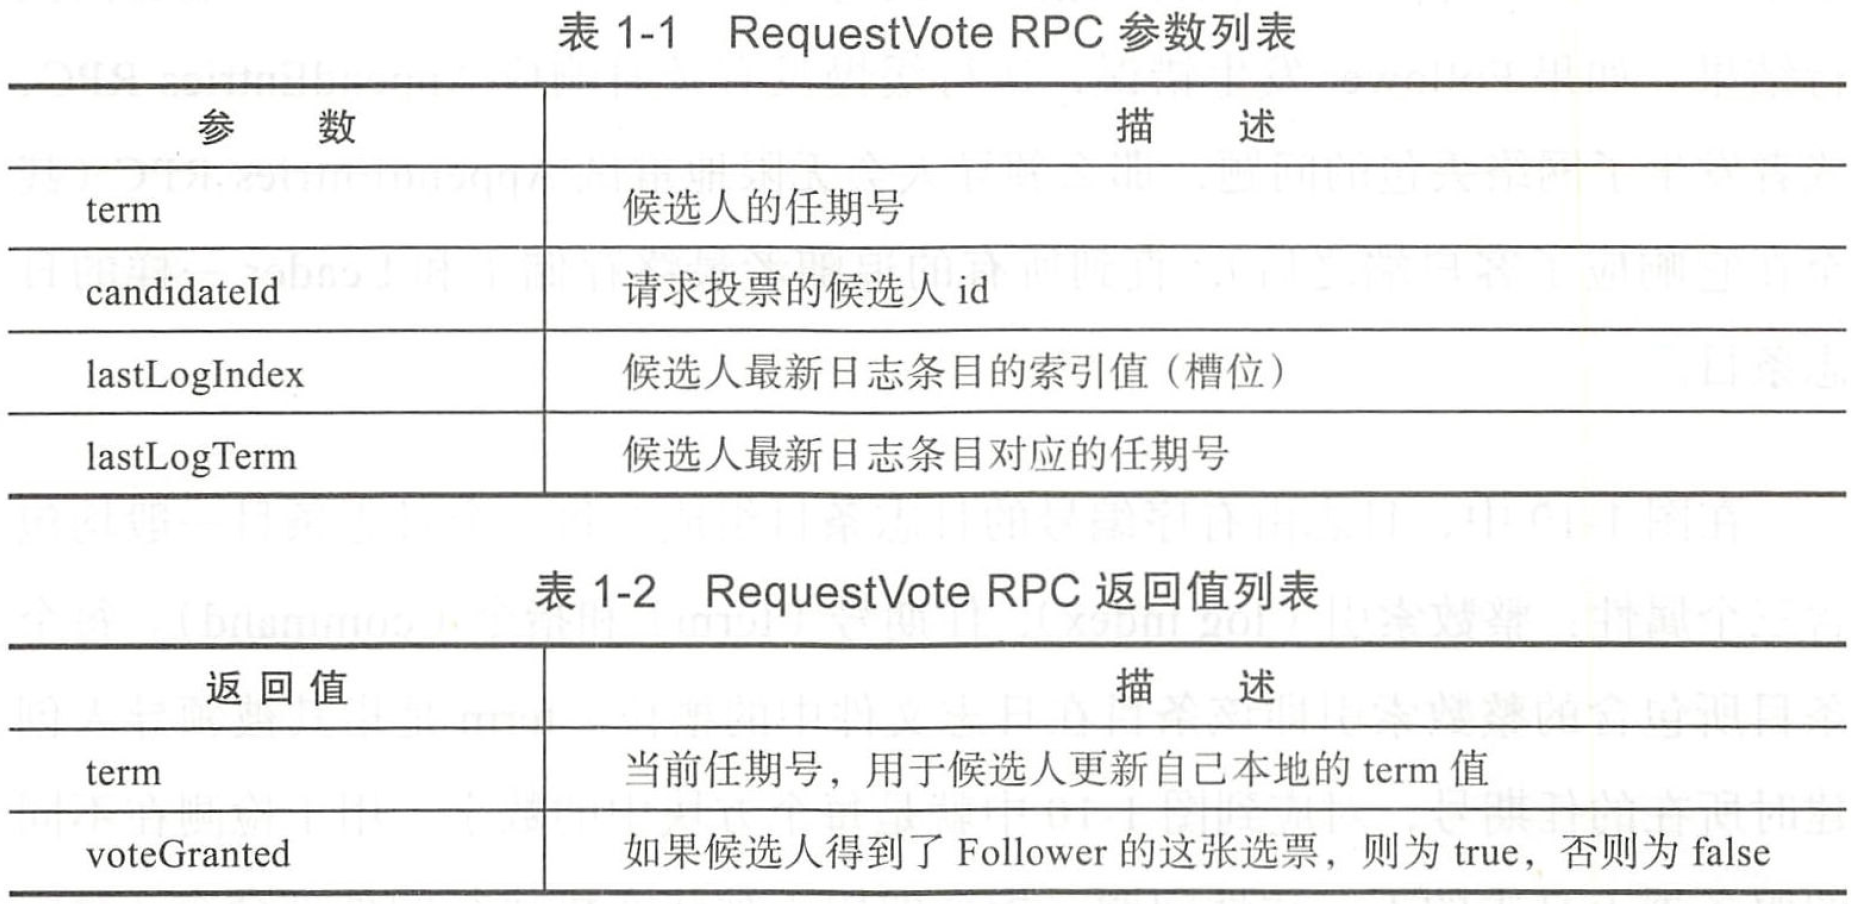 表 1-1 RequestVote RPC 参数列表
参 数 描 述
term 候选人的任期号
candidateId 请求投票的候选人 id
lastLogIndex 候选人最新日志条目的索引值（槽位）
lastLogTerm 候选人最新日志条目对应的任期号
表 1-2 RequestVote RPC 返回值列表
返 回 值 描 述
term 当前任期号，用于候选人更新自己本地的 term 值
voteGranted 如果候选人得到了 Follower 的这张选票，则为 true，否则为 false